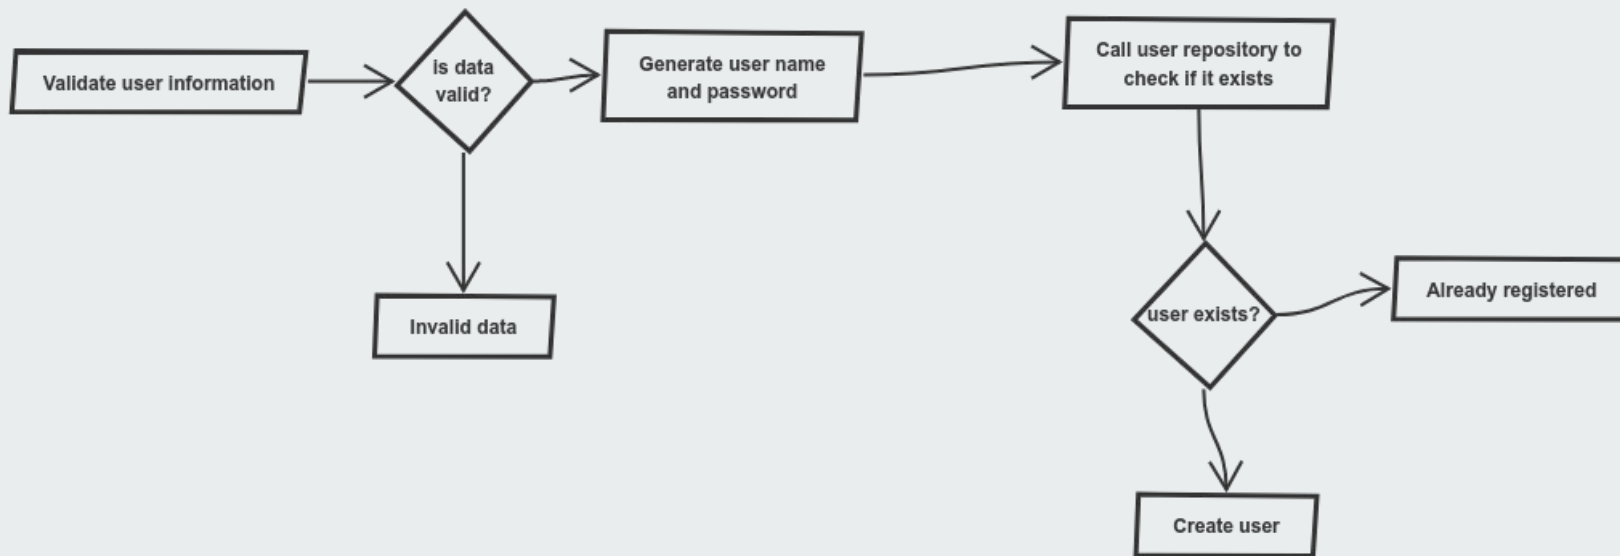 Validate user information
is data
valid?
Generate user name
and password
Call user repository to
check if it exists
Invalid data
user exists?
Already registered
Create user